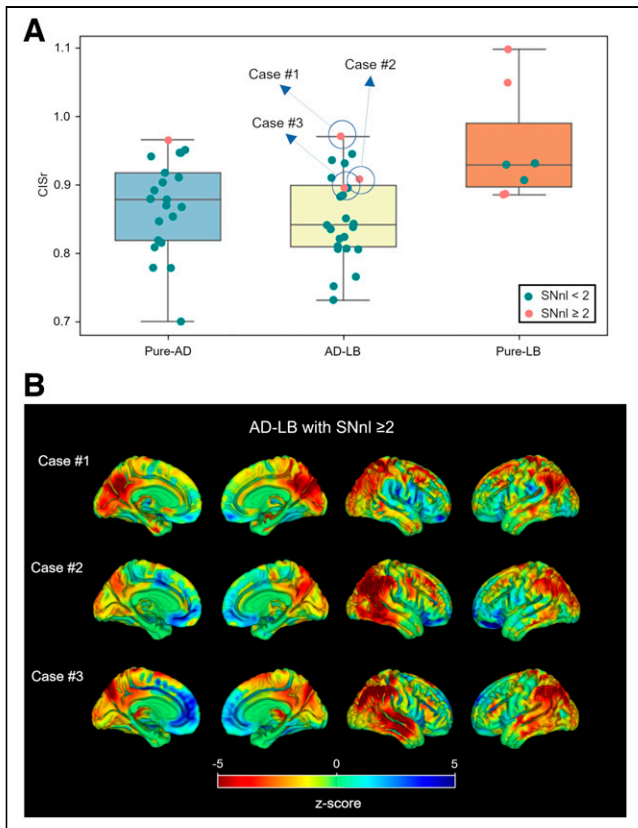 A
1.1
1.0
0.9
0.8
0.7
CISr
Case #1
Case #2
Case #3
SNnl < 2
SNnl ≥ 2
Pure-AD
AD-LB
Pure-LB
B
AD-LB with SNnl ≥2
Case #1
Case #2
Case #3
-5
0
5
z-score